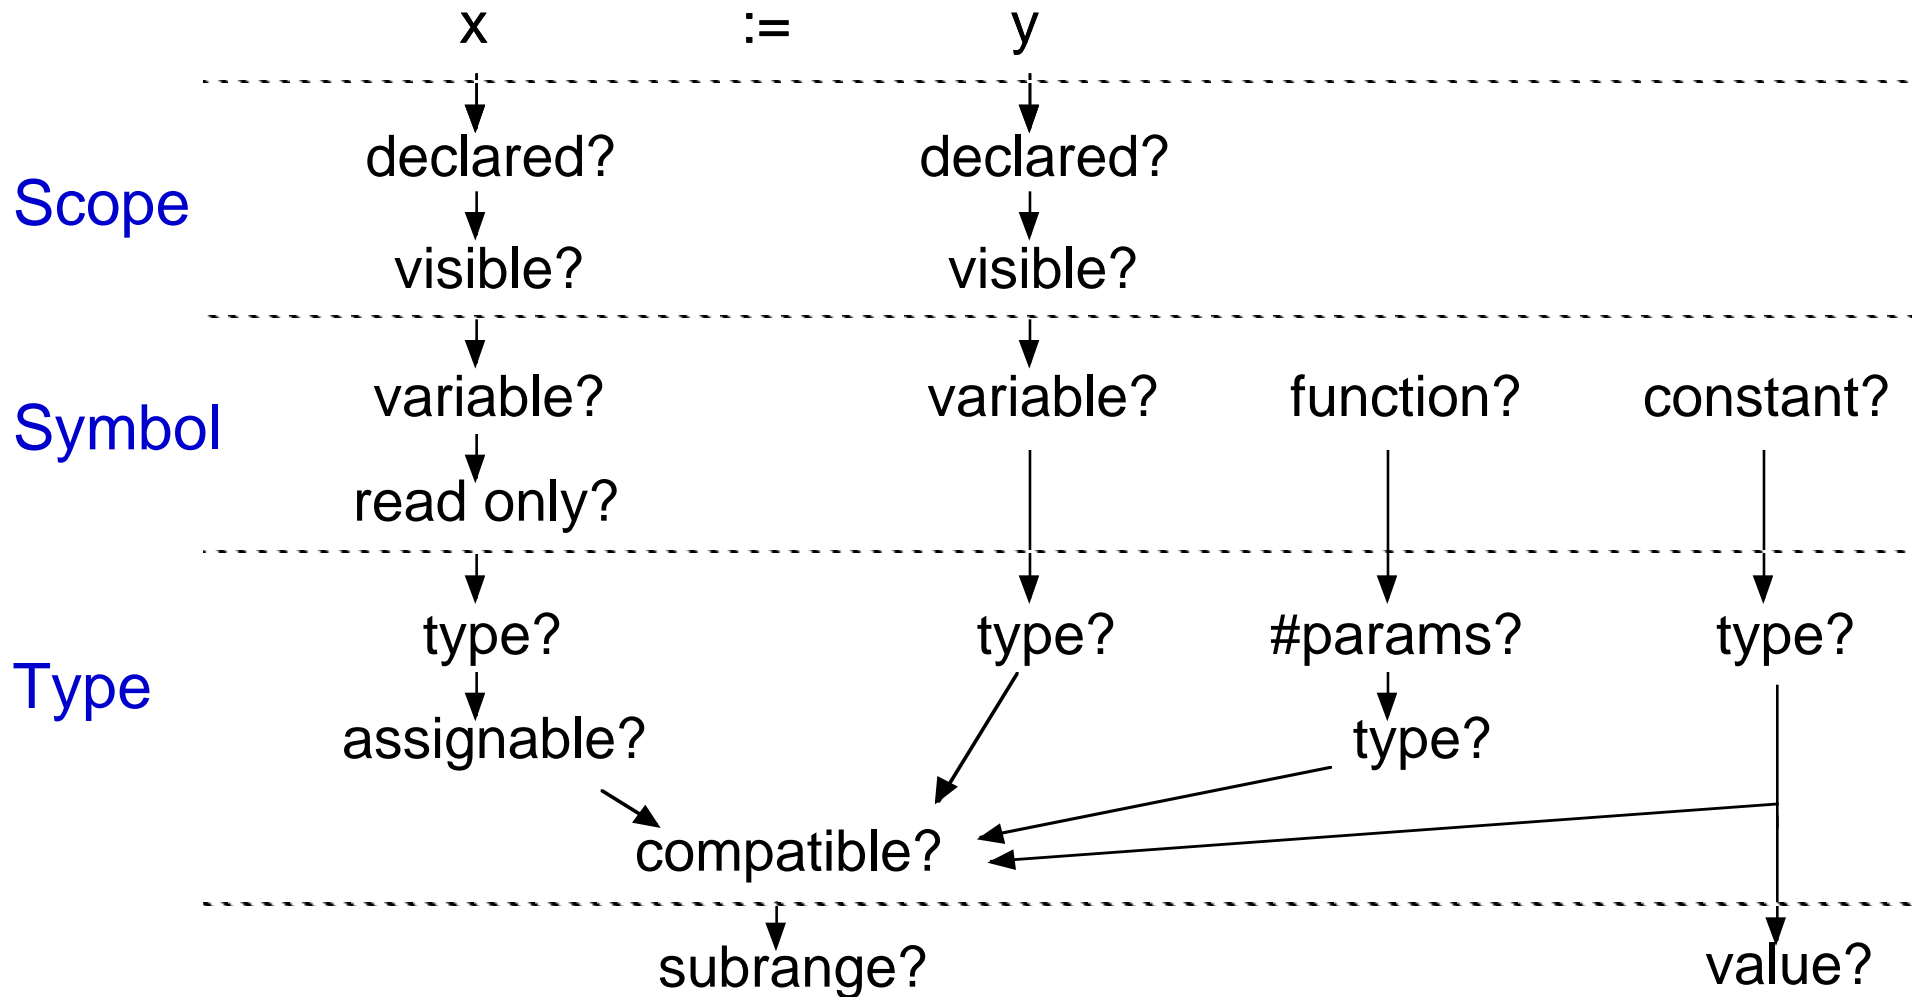 x := y
declared? declared?
Scope
visible? visible?
variable? variable? function? constant?
Symbol
read only?
type? type? #params? type?
Type
assignable? type?
compatible?
subrange? value?